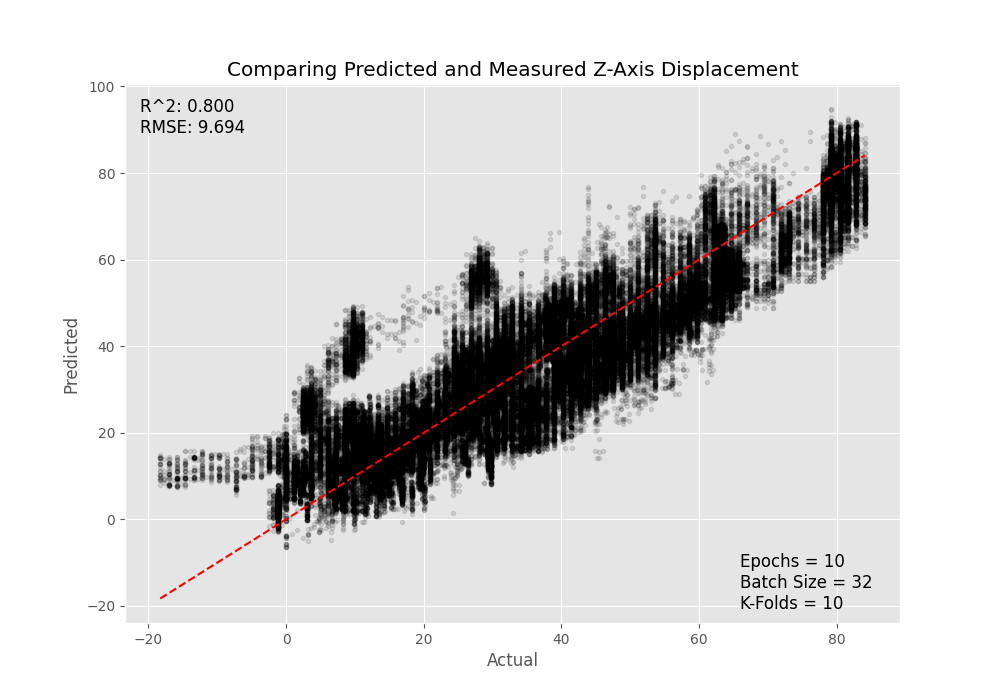 Comparing Predicted and Measured Z-Axis Displacement
R^2: 0.800
RMSE: 9.694
100
80
60
40
20
0
−20
Predicted
Epochs = 10
Batch Size = 32
K-Folds = 10
−20 0 20 40 60 80
Actual